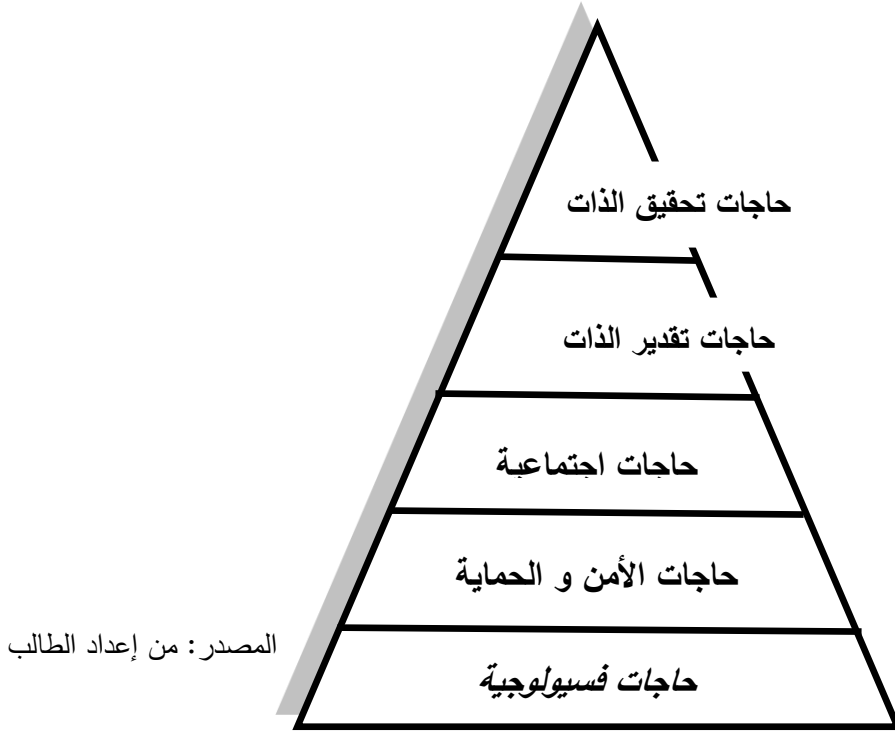 حاجات تحقيق الذات
حاجات تقدير الذات
حاجات اجتماعية
حاجات الأمن و الحماية
المصدر: من إعداد الطالب
حاجات فسيولوجية